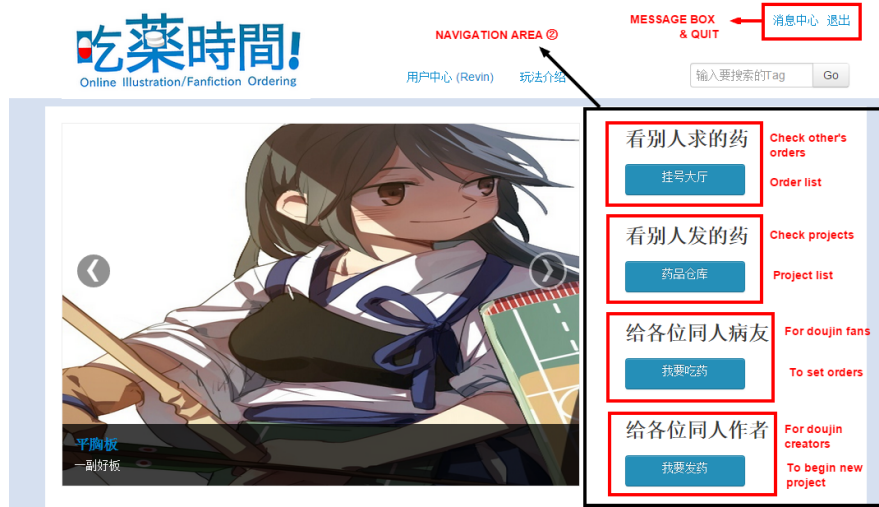 吃薬時間!
Online Illustration/Fanfiction Ordering
NAVIGATION AREA ②
MESSAGE BOX
& QUIT
消息中心 退出
用户中心 (Revin) 玩法介绍
输入要搜索的Tag Go
看别人求的药
挂号大厅
Check other's
orders
Order list
看别人发的药
药品仓库
Check projects
Project list
给各位同人病友
我要吃药
For doujin fans
To set orders
给各位同人作者
我要发药
For doujin
creators
To begin new
project
平胸板
一副好板